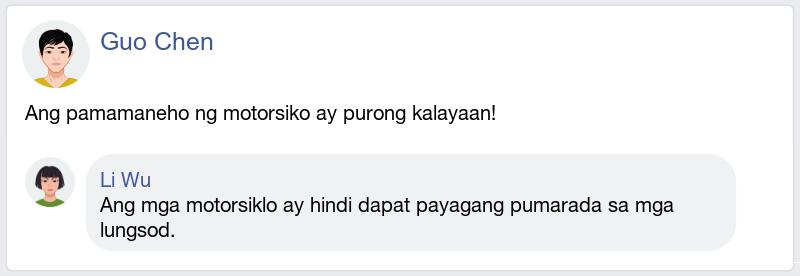 Guo Chen
Ang pamamaneho ng motorsiko ay purong kalayaan!
Li Wu
Ang mga motorsiklo ay hindi dapat payagang pumarada sa mga
lungsod.